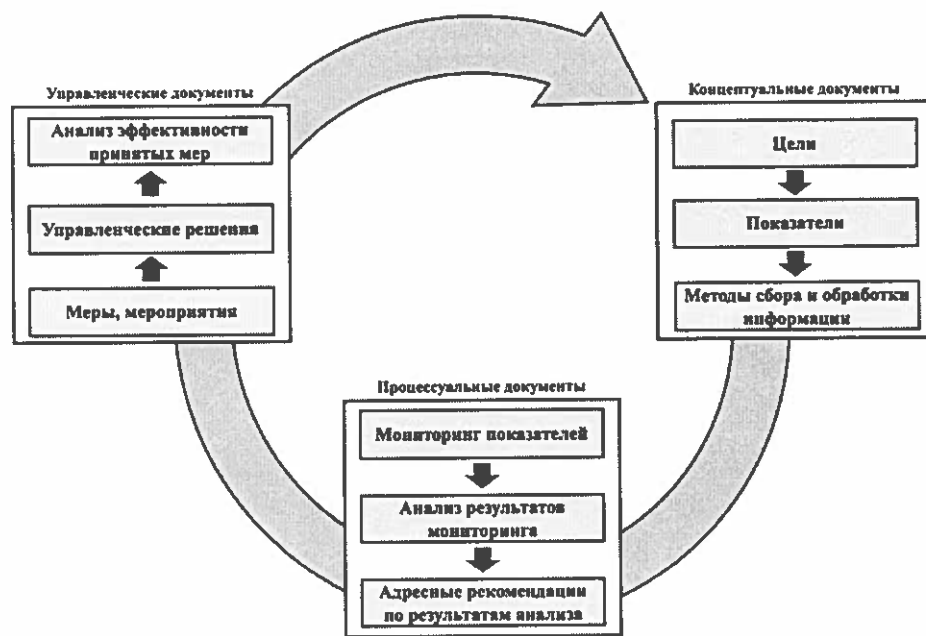 Управленческие документы
Анализ эффективности
принятых мер
Управленческие решения
Меры, мероприятия
Концептуальные документы
Цели
Показатели
Методы сбора и обработки
информации
Процессуальные документы
Мониторинг показателей
Анализ результатов
мониторинга
Адресные рекомендации
по результатам анализа